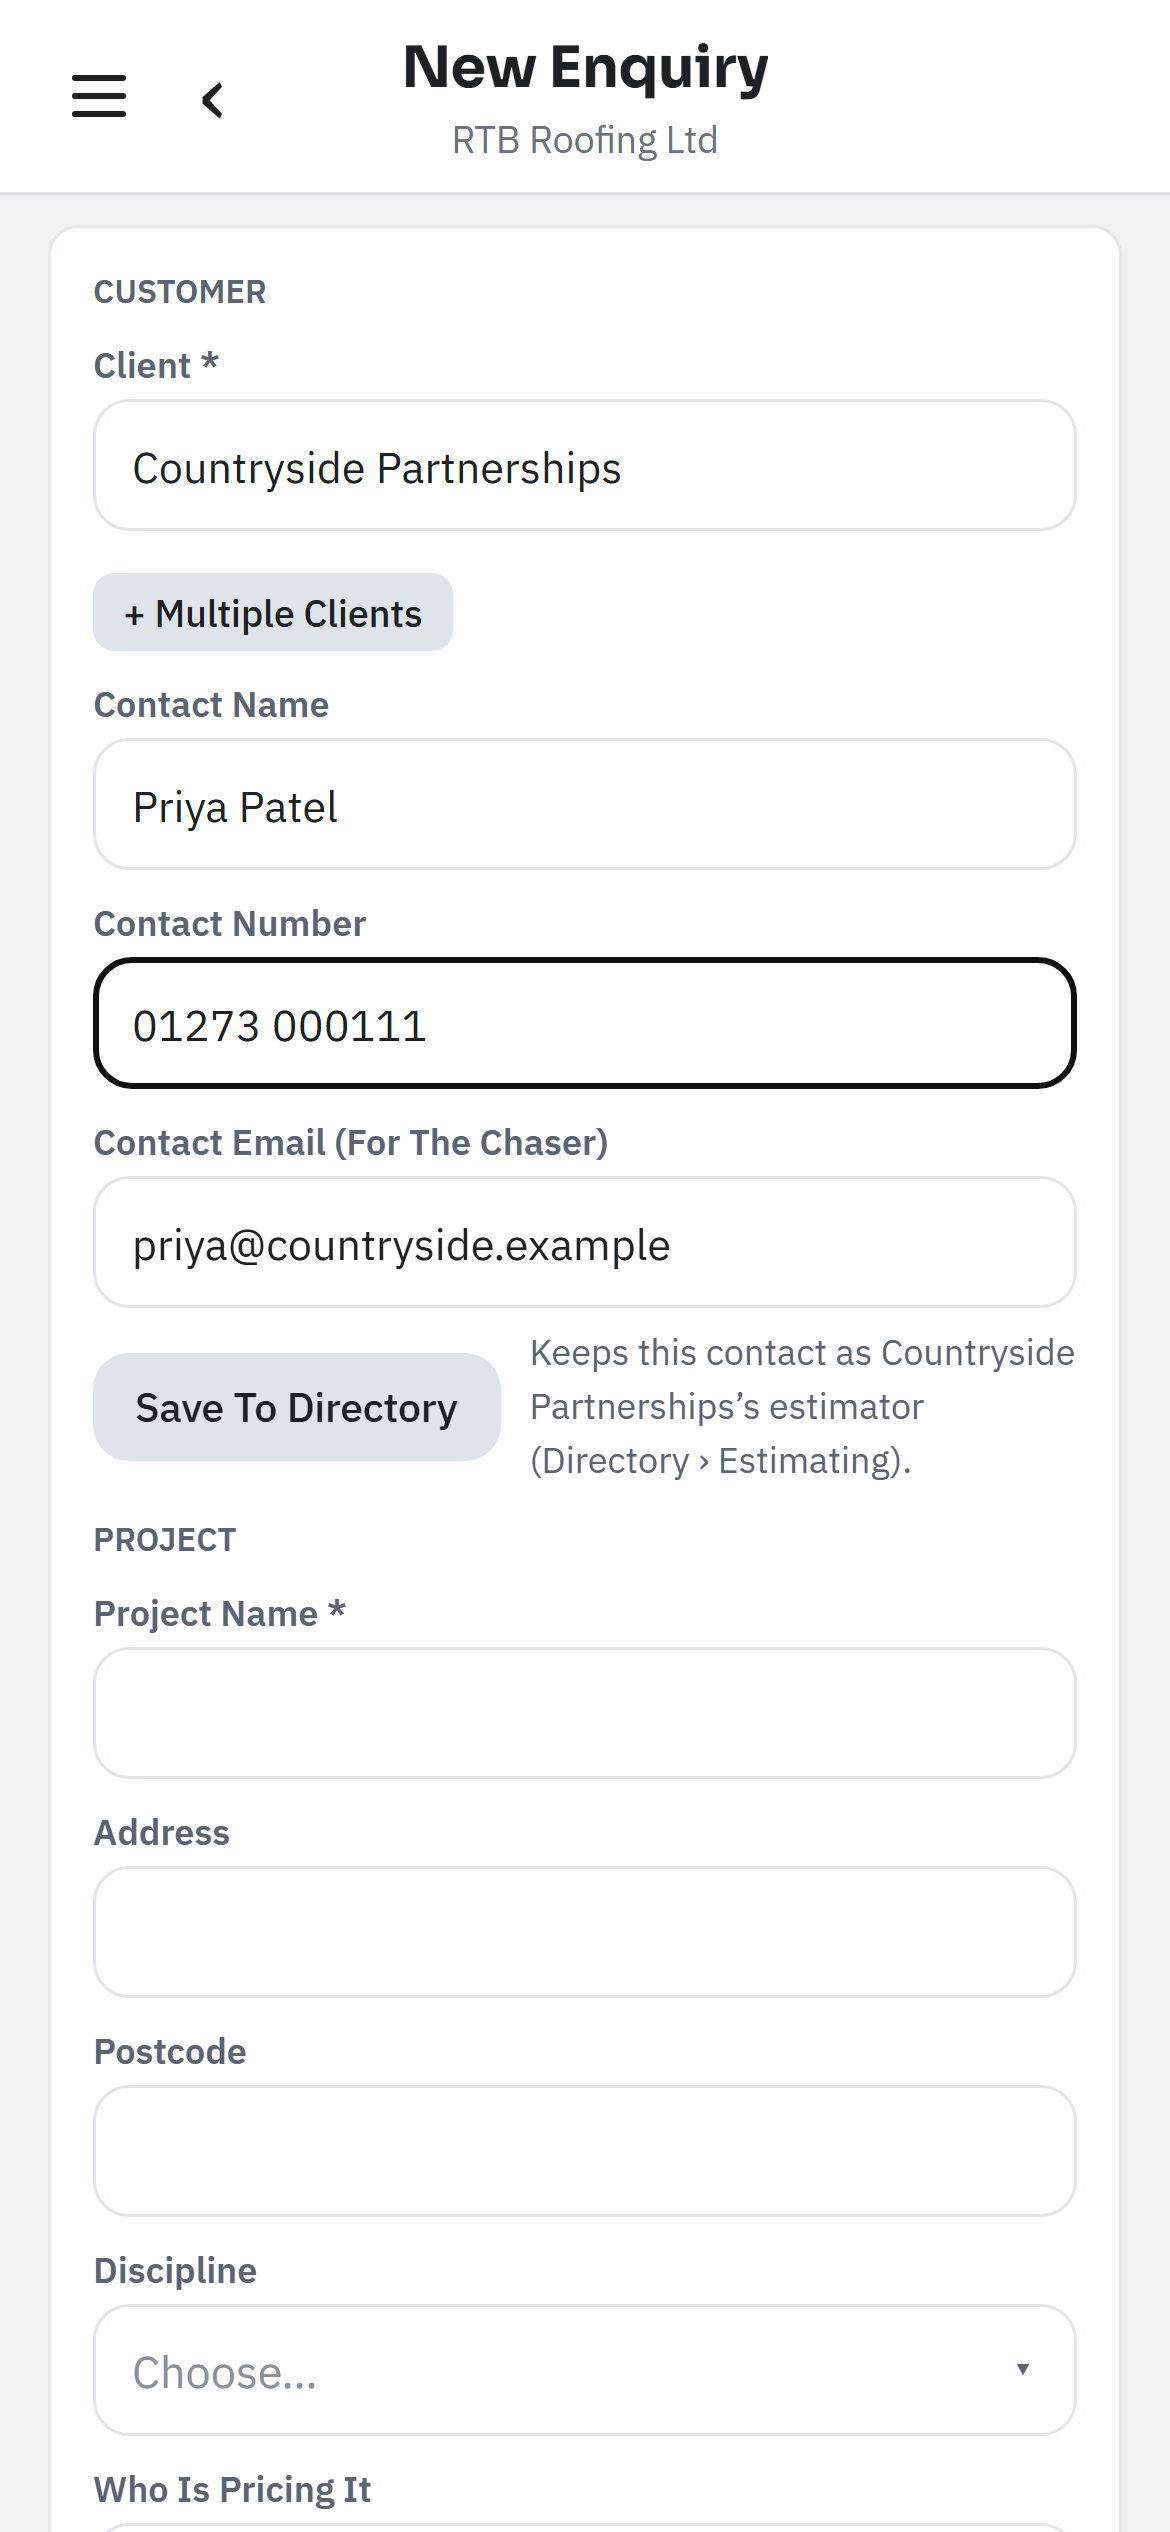 New Enquiry
RTB Roofing Ltd
CUSTOMER
Client *
Countryside Partnerships
+ Multiple Clients
Contact Name
Priya Patel
Contact Number
01273 000111
Contact Email (For The Chaser)
priya@countryside.example
Save To Directory
Keeps this contact as Countryside
Partnerships’s estimator
(Directory › Estimating).
PROJECT
Project Name *
Address
Postcode
Discipline
Choose...
Who Is Pricing It